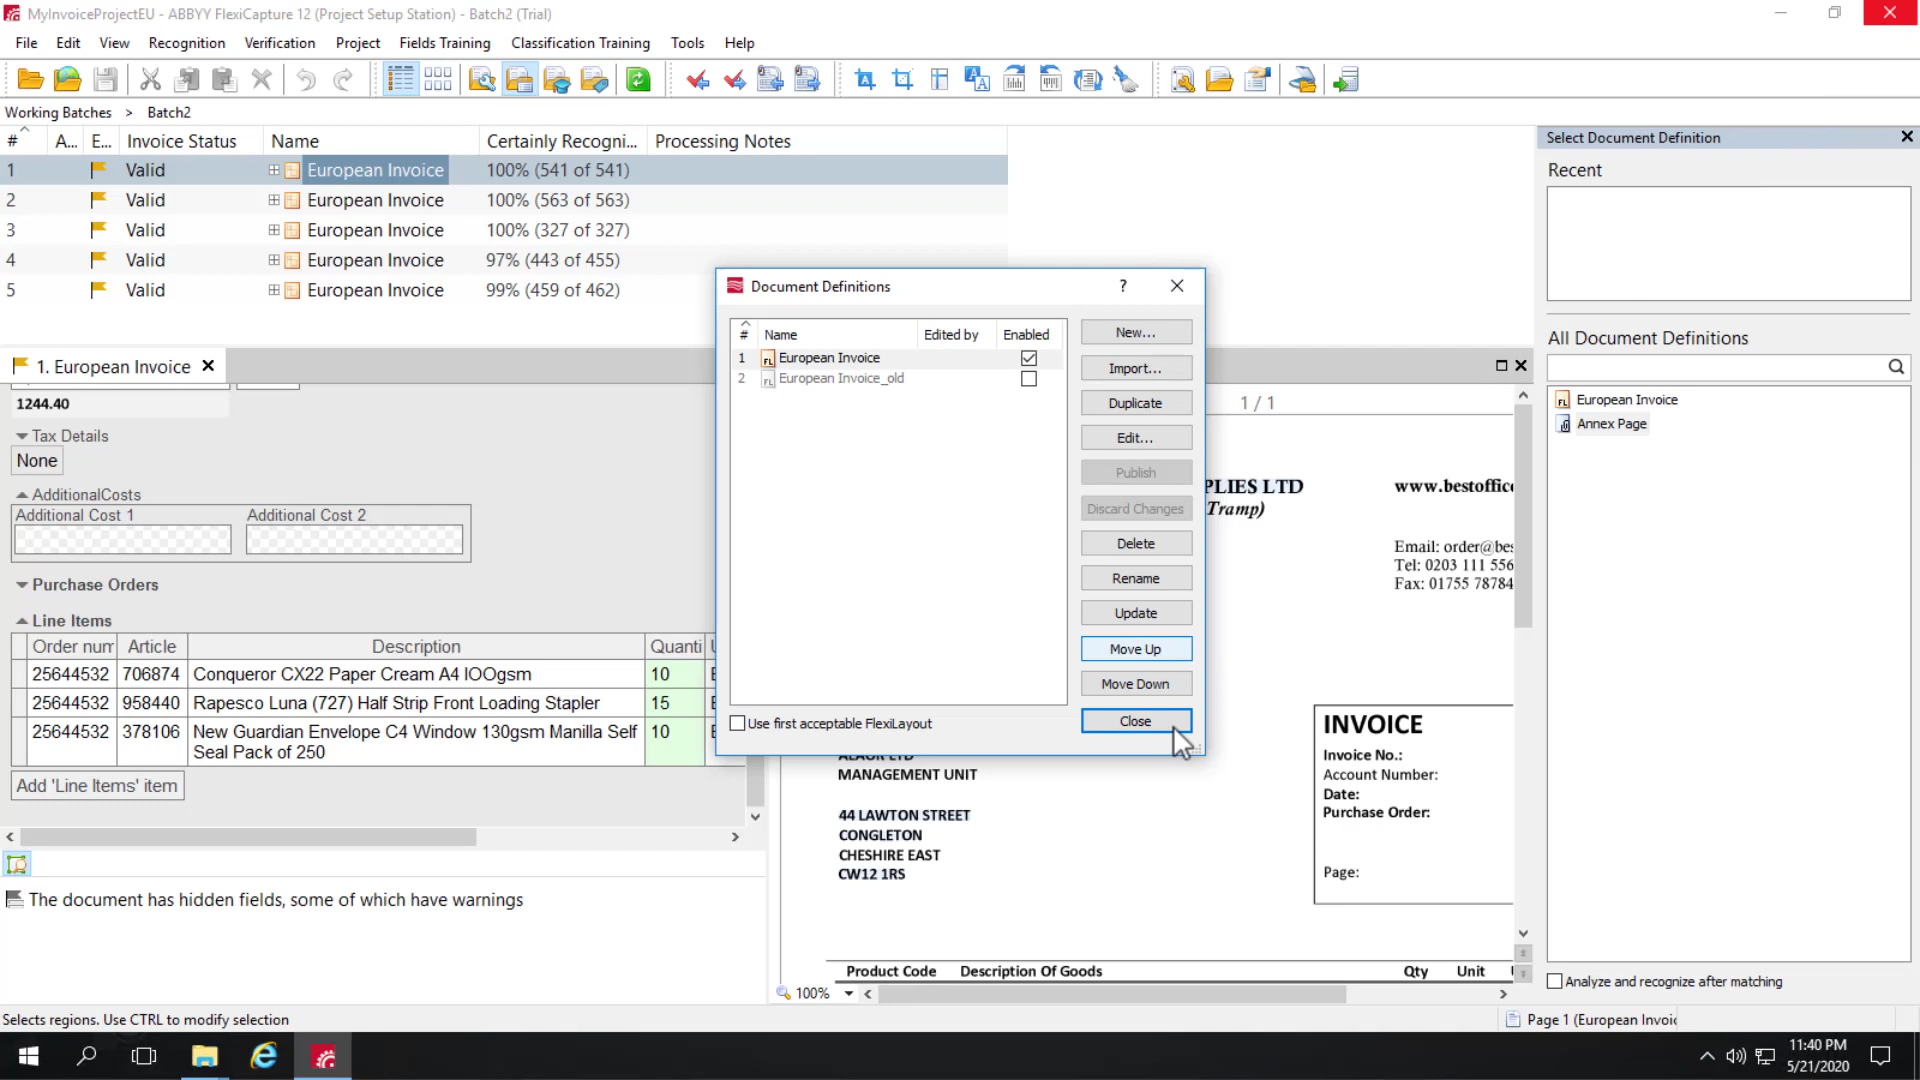 MyInvoiceProjectEU - ABBYY FlexiCapture 12 (Project Setup Station) - Batch2 (Trial)
File Edit View Recognition Verification Project Fields Training Classification Training Tools Help
Working Batches > Batch2
# A... E... Invoice Status Name Certainly Recogni... Processing Notes
1 Valid European Invoice 100% (541 of 541)
2 Valid European Invoice 100% (563 of 563)
3 Valid European Invoice 100% (327 of 327)
4 Valid European Invoice 97% (443 of 455)
5 Valid European Invoice 99% (459 of 462)
1. European Invoice
1244.40
Tax Details
None
AdditionalCosts
Additional Cost 1 Additional Cost 2
Purchase Orders
Line Items
Order num Article Description Quanti
25644532 706874 Conqueror CX22 Paper Cream A4 IOOgsm 10
25644532 958440 Rapesco Luna (727) Half Strip Front Loading Stapler 15
25644532 378106 New Guardian Envelope C4 Window 130gsm Manilla Self 10
Seal Pack of 250
Add 'Line Items' item
The document has hidden fields, some of which have warnings
Document Definitions
?
# Name Edited by Enabled
1 European Invoice
2 European Invoice_old
New...
Import...
Duplicate
Edit...
Publish
Discard Changes
Delete
Rename
Update
Move Up
Move Down
Close
Use first acceptable FlexiLayout
1 / 1
PLIES LTD www.bestoffic
Tramp)
Email: order@bes
Tel: 0203 111 556
Fax: 01755 78784
MANAGEMENT UNIT
44 LAWTON STREET
CONGLETON
CHESHIRE EAST
CW12 1RS
INVOICE
Invoice No.:
Account Number:
Date:
Purchase Order:
Page:
Product Code Description Of Goods Qty Unit
100%
Select Document Definition
Recent
All Document Definitions
European Invoice
Annex Page
Analyze and recognize after matching
Selects regions. Use CTRL to modify selection
Page 1 (European Invoic
11:40 PM
5/21/2020